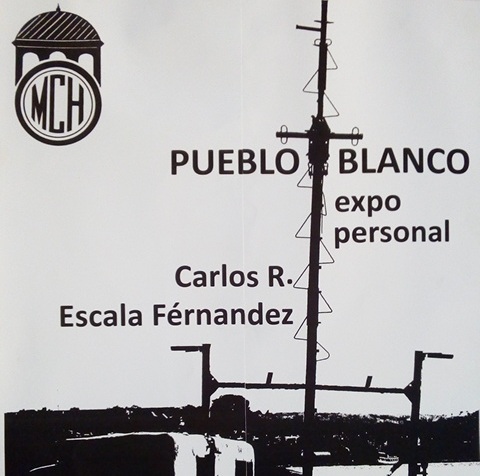 MCH
PUEBLO BLANCO
expo
personal
Carlos R.
Escala Férnandez